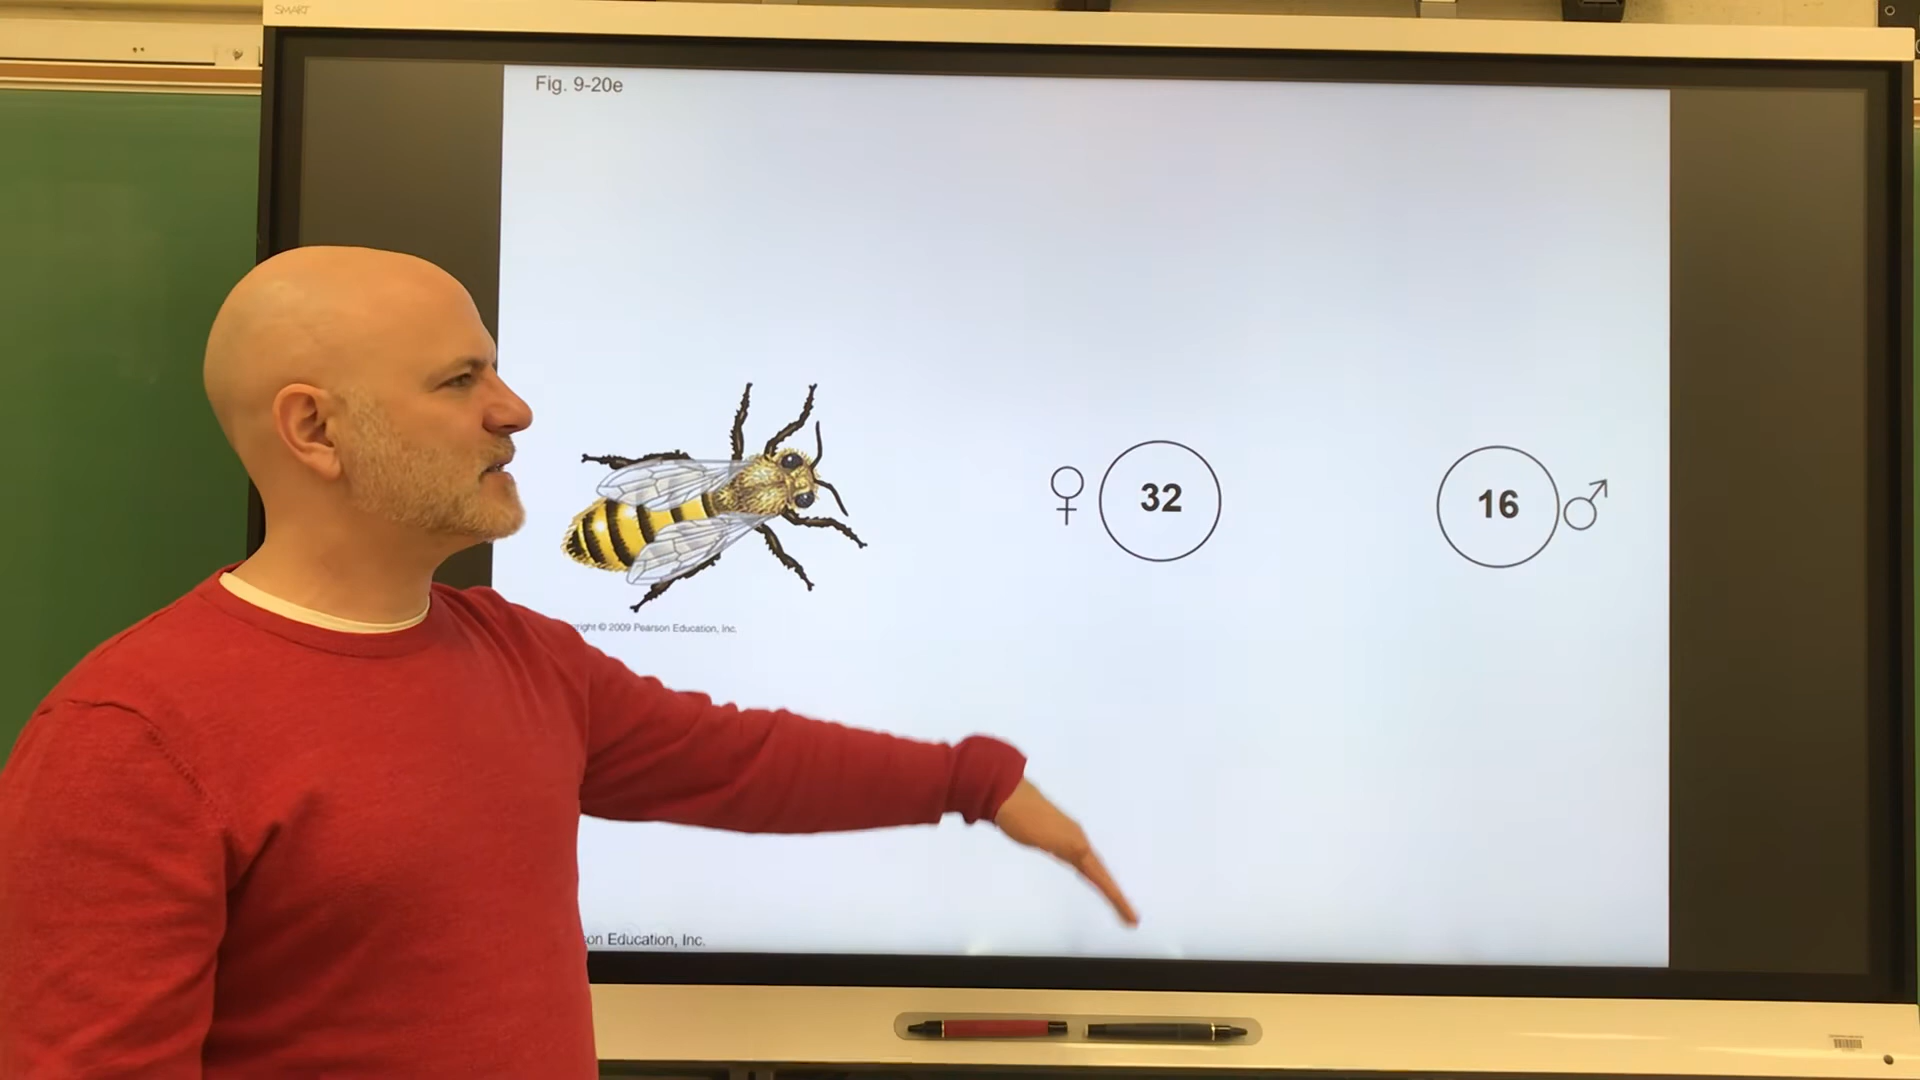 SMART
Fig. 9-20e
32
16
right © 2009 Pearson Education, Inc.
on Education, Inc.